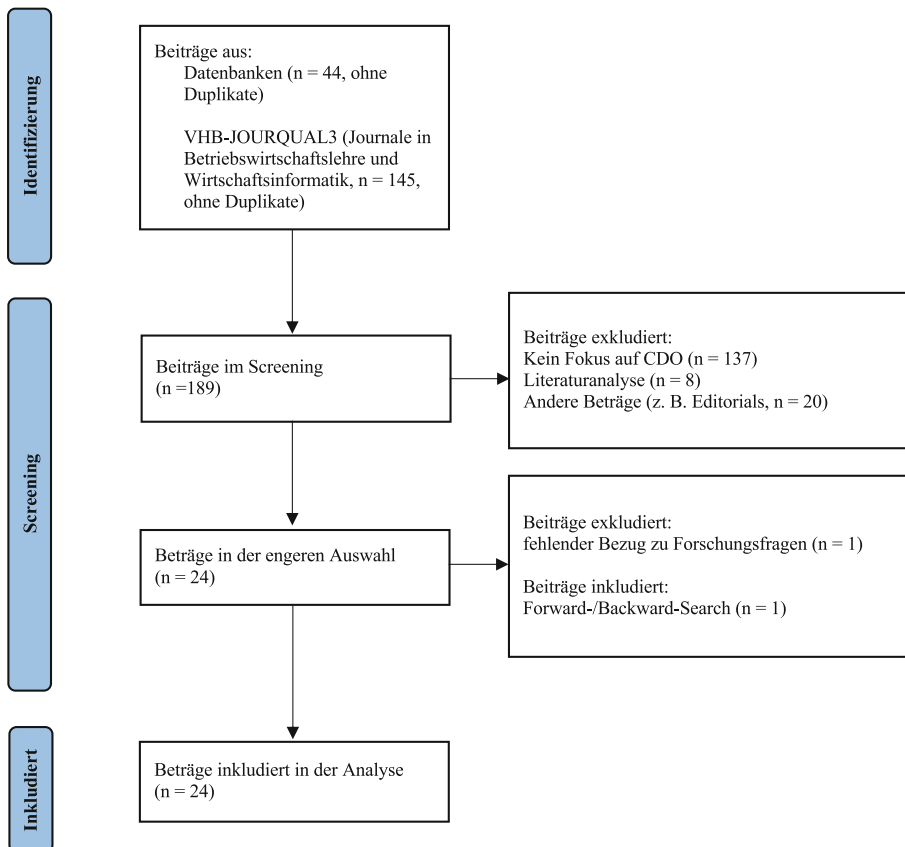 Identifizierung
Beiträge aus:
Datenbanken (n = 44, ohne
Duplikate)
VHB-JOURQUAL3 (Journale in
Betriebswirtschaftslehre und
Wirtschaftsinformatik, n = 145,
ohne Duplikate)
Screening
Beiträge im Screening
(n =189)
Beiträge exkludiert:
Kein Fokus auf CDO (n = 137)
Literaturanalyse (n = 8)
Andere Beträge (z. B. Editorials, n = 20)
Beträge in der engeren Auswahl
(n = 24)
Beiträge exkludiert:
fehlender Bezug zu Forschungsfragen (n = 1)
Beiträge inkludiert:
Forward-/Backward-Search (n = 1)
Inkludiert
Beträge inkludiert in der Analyse
(n = 24)